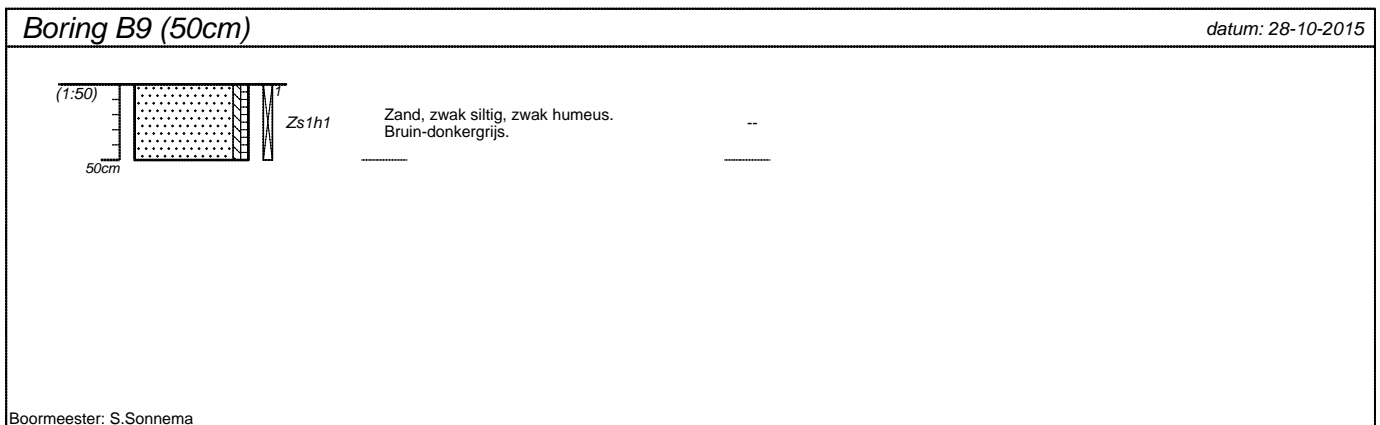 Boring B9 (50cm)
datum: 28-10-2015
(1:50)
1
Zs1h1
Zand, zwak siltig, zwak humeus.
Bruin-donkergrijs.
--
50cm
Boormeester: S.Sonnema